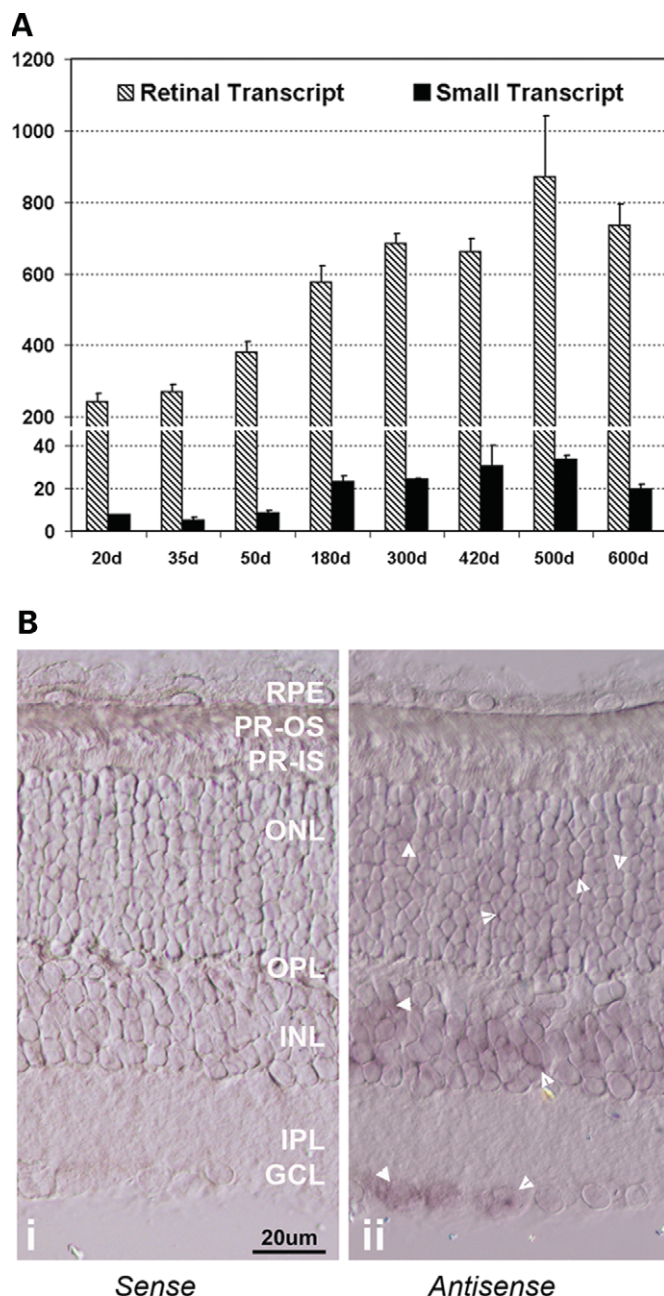 A
1200
1000
800
600
400
200
40
20
0
Retinal Transcript
Small Transcript
20d 35d 50d 180d 300d 420d 500d 600d
B
RPE
PR-OS
PR-IS
ONL
OPL
INL
IPL
GCL
i
20um
ii
Sense
Antisense